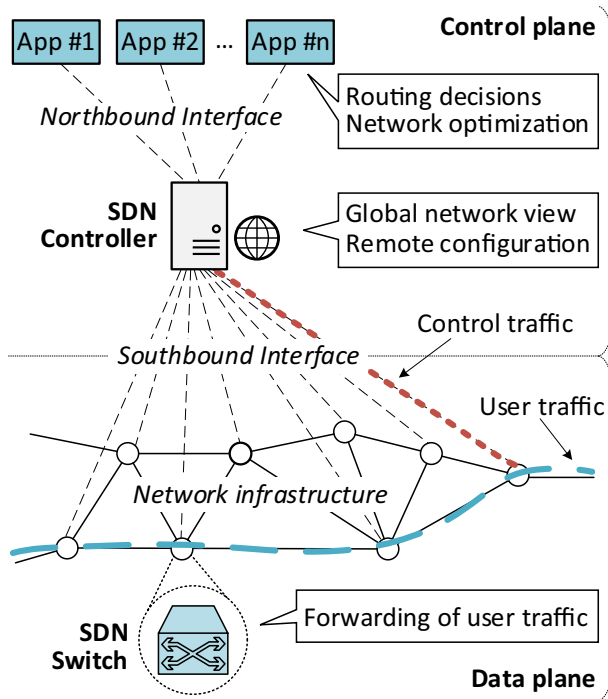 App #1
App #2
...
App #n
Control plane
Routing decisions
Network optimization
Northbound Interface
SDN
Controller
Global network view
Remote configuration
Control traffic
Southbound Interface
User traffic
Network infrastructure
Forwarding of user traffic
SDN
Switch
Data plane